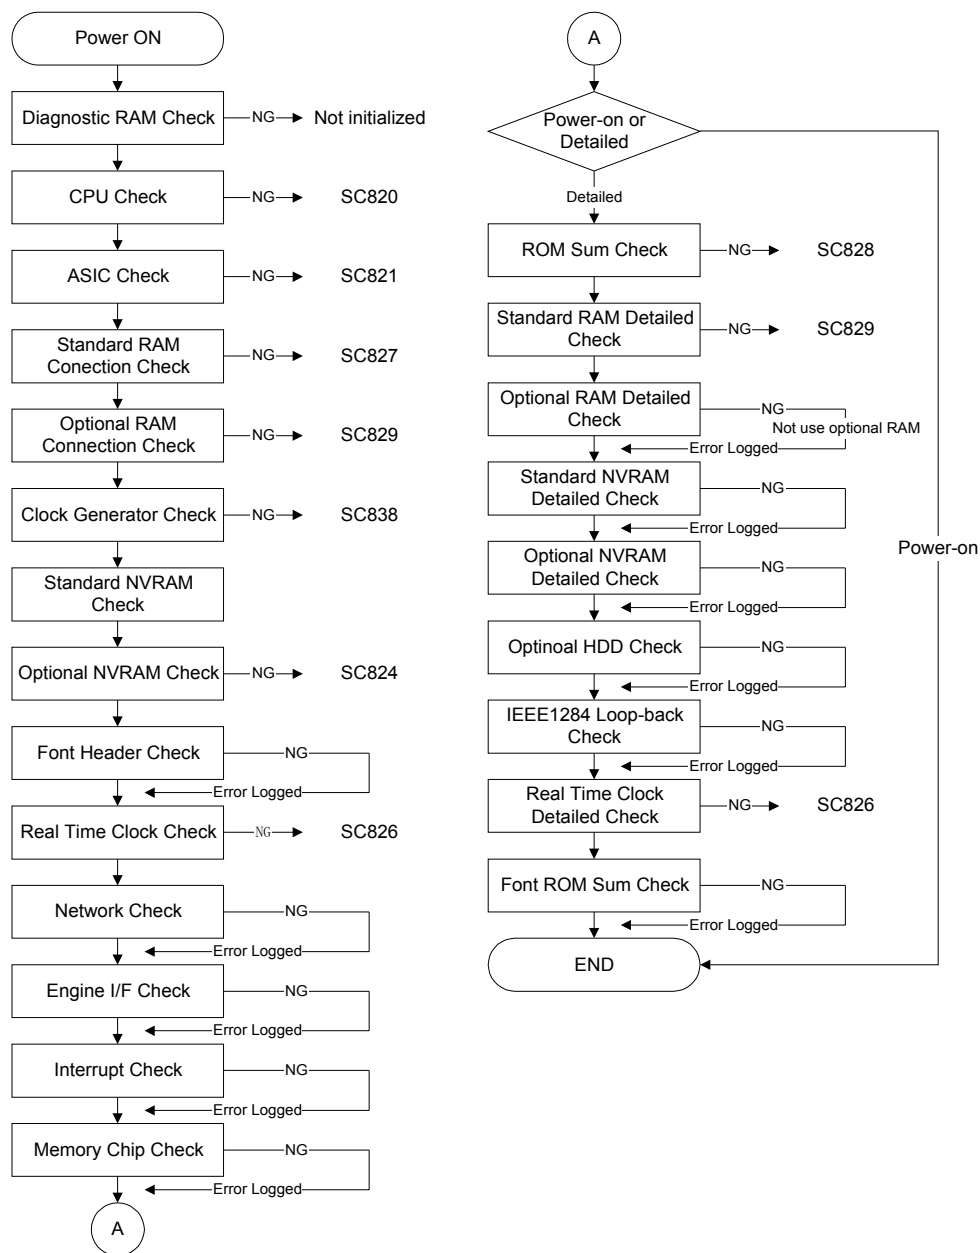 Power ON
Diagnostic RAM Check
NG
Not initialized
CPU Check
NG
SC820
ASIC Check
NG
SC821
Standard RAM
Conection Check
NG
SC827
Optional RAM
Connection Check
NG
SC829
Clock Generator Check
NG
SC838
Standard NVRAM
Check
Optional NVRAM Check
NG
SC824
Font Header Check
NG
Error Logged
Real Time Clock Check
NG
SC826
Network Check
NG
Error Logged
Engine I/F Check
NG
Error Logged
Interrupt Check
NG
Error Logged
Memory Chip Check
NG
Error Logged
A
A
Power-on or
Detailed
Detailed
ROM Sum Check
NG
SC828
Standard RAM Detailed
Check
NG
SC829
Optional RAM Detailed
Check
NG
Not use optional RAM
Error Logged
Standard NVRAM
Detailed Check
NG
Error Logged
Optional NVRAM
Detailed Check
NG
Error Logged
Optinoal HDD Check
NG
Error Logged
IEEE1284 Loop-back
Check
NG
Error Logged
Real Time Clock
Detailed Check
NG
SC826
Font ROM Sum Check
NG
Error Logged
END
Power-on